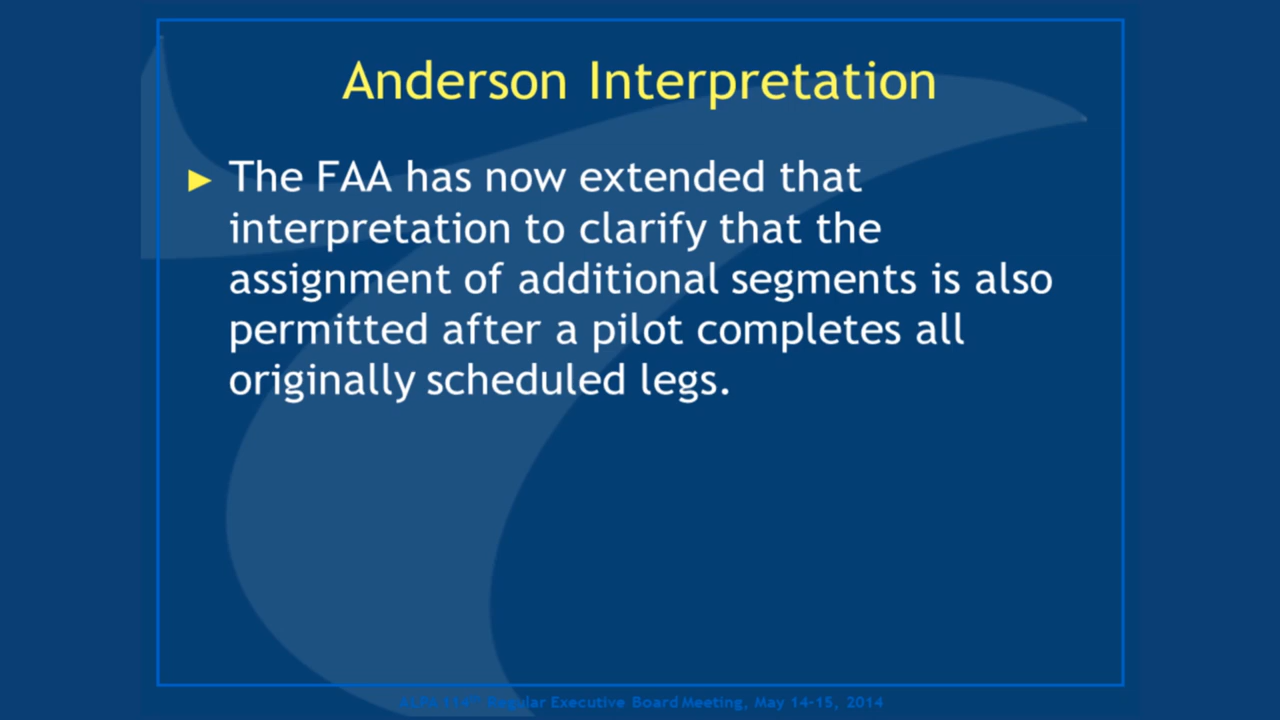 Anderson Interpretation
► The FAA has now extended that
interpretation to clarify that the
assignment of additional segments is also
permitted after a pilot completes all
originally scheduled legs.
ALPA Regular Executive Board Meeting, May 14-15, 2014